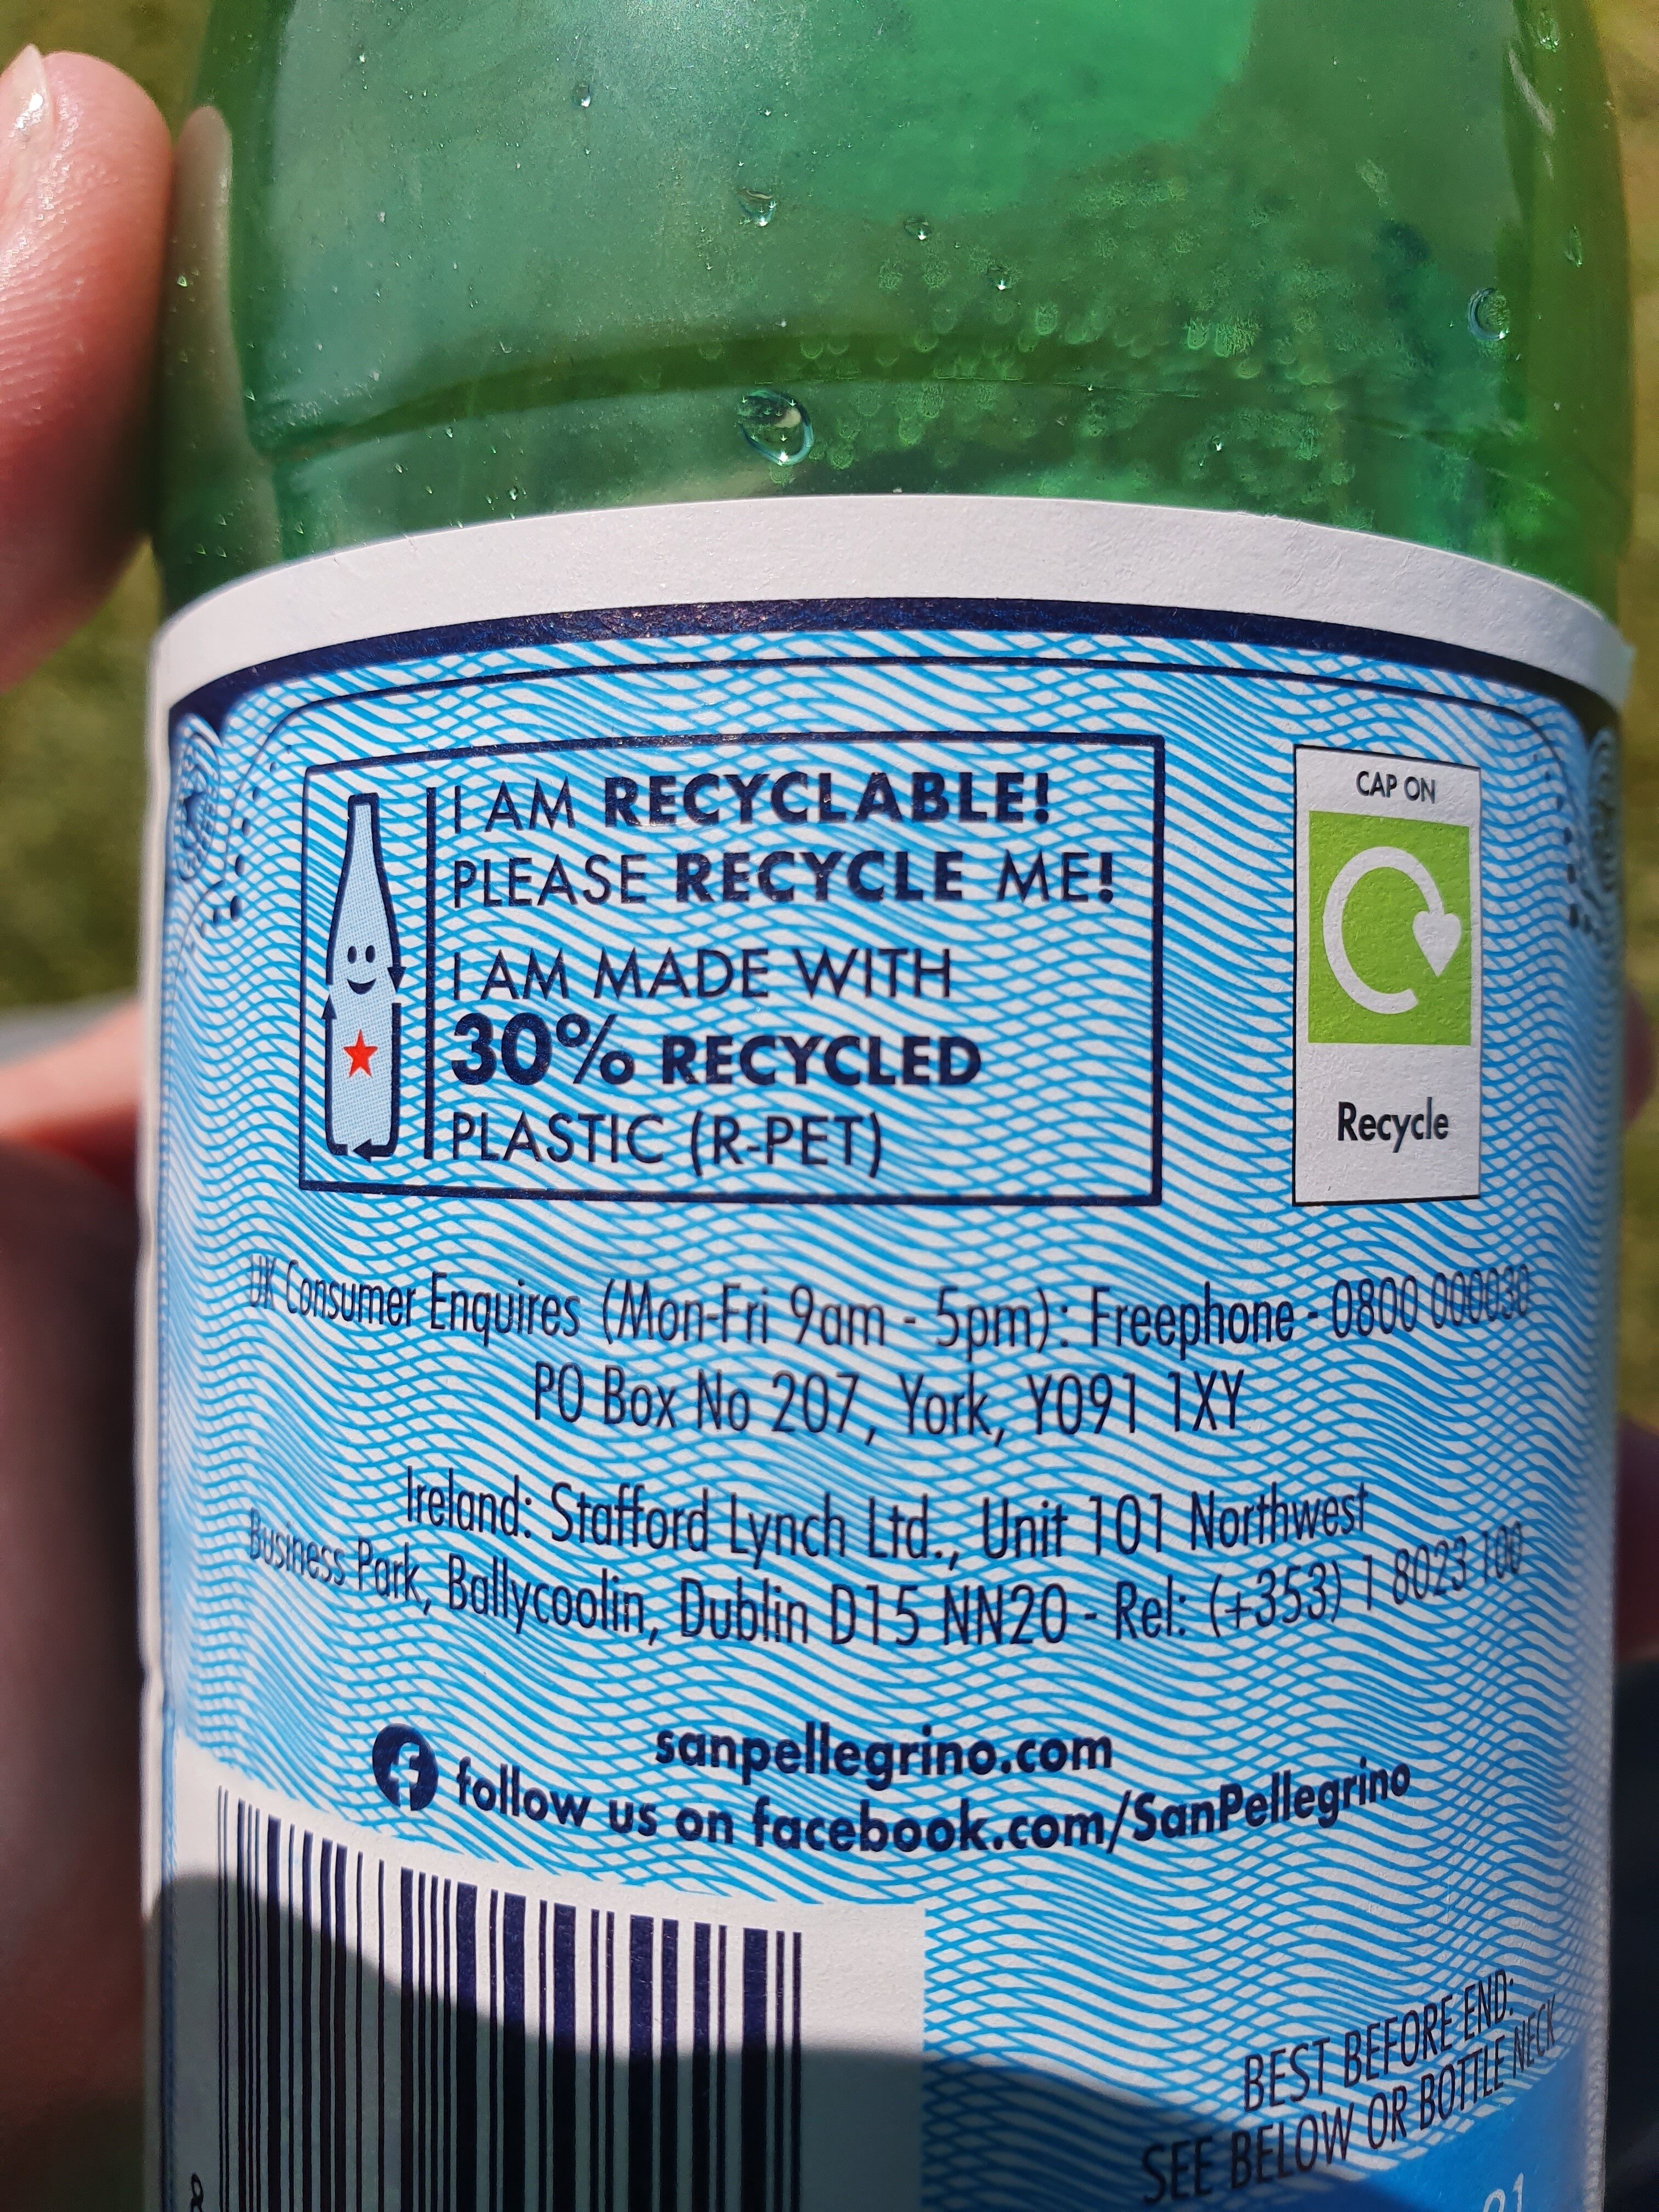 I AM RECYCLABLE!
PLEASE RECYCLE ME!
I AM MADE WITH
30% RECYCLED
PLASTIC (R-PET)
CAP ON
Recycle
UK Consumer Enquires (Mon-Fri 9am - 5pm): Freephone - 0800 000030
PO Box No 207, York, YO91 1XY
Ireland: Stafford Lynch Ltd., Unit 101 Northwest
Business Park, Ballycoolin, Dublin D15 NN20 - Rel: (+353) 1 8023 100
sanpellegrino.com
f follow us on facebook.com/SanPellegrino
BEST BEFORE END:
SEE BELOW OR BOTTLE NECK
8